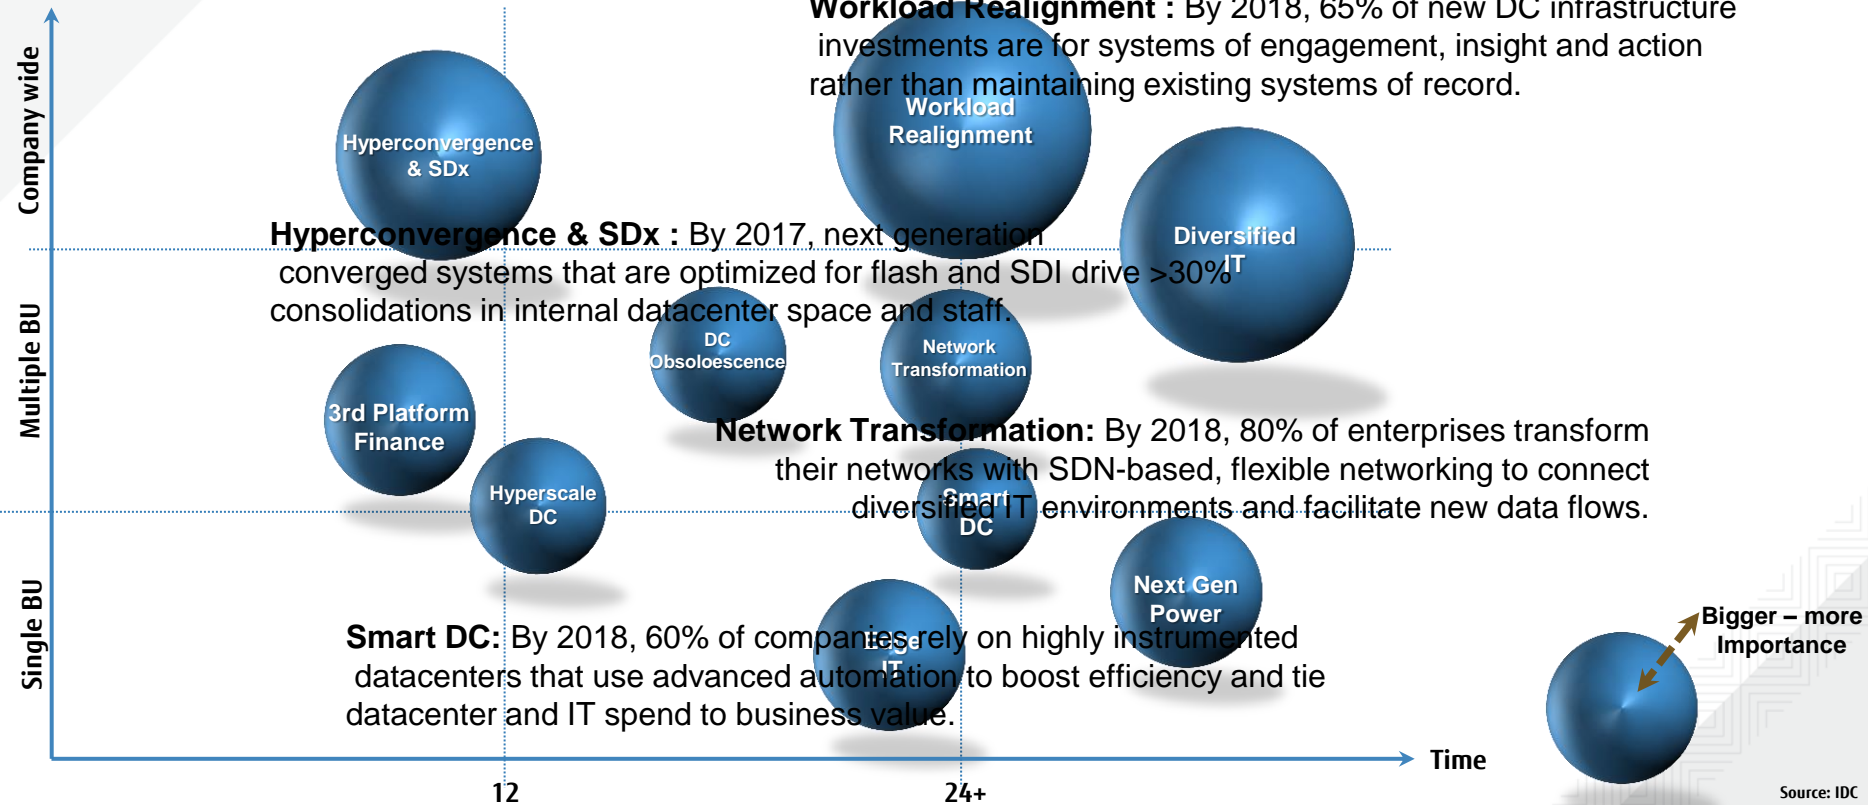 Workload Realignment : By 2018, 65% of new DC infrastructure
investments are for systems of engagement, insight and action
rather than maintaining existing systems of record.
Company wide
Hyperconvergence
& SDx
Workload
Realignment
Diversified
IT
Hyperconvergence & SDx : By 2017, next generation
converged systems that are optimized for flash and SDI drive >30%
consolidations in internal datacenter space and staff.
Multiple BU
DC
Obsoloescence
Network
Transformation
3rd Platform
Finance
Network Transformation: By 2018, 80% of enterprises transform
their networks with SDN-based, flexible networking to connect
diversified IT environments and facilitate new data flows.
Hyperscale
DC
Smart
DC
Single BU
Next Gen
Power
Smart DC: By 2018, 60% of companies rely on highly instrumented
datacenters that use advanced automation to boost efficiency and tie
datacenter and IT spend to business value.
Edge
IT
Bigger – more
Importance
Time
12
24+
Source: IDC